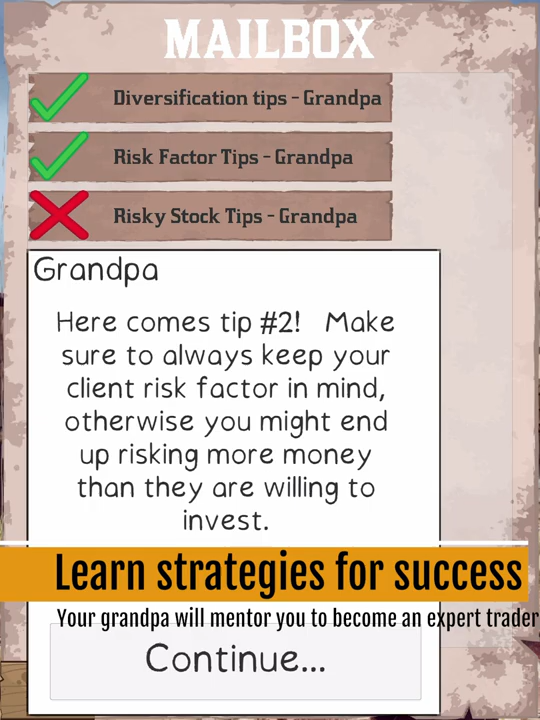 MAILBOX
Diversification tips - Grandpa
Risk Factor Tips - Grandpa
Risky Stock Tips - Grandpa
Grandpa
Here comes tip #2! Make
sure to always keep your
client risk factor in mind,
otherwise you might end
up risking more money
than they are willing to
invest.
Learn strategies for success
Your grandpa will mentor you to become an expert trader
Continue...